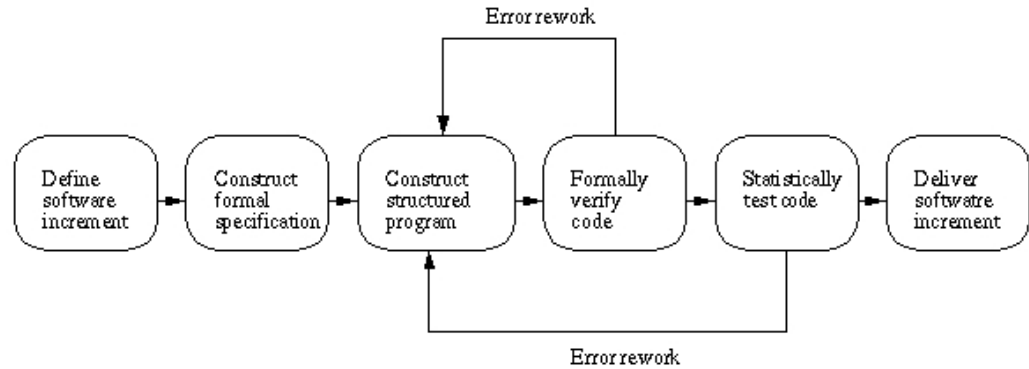 Error rework
Define
software
increment
Construct
formal
specification
Construct
structured
program
Formally
verify
code
Statistically
test code
Deliver
softwatre
increment
Error rework